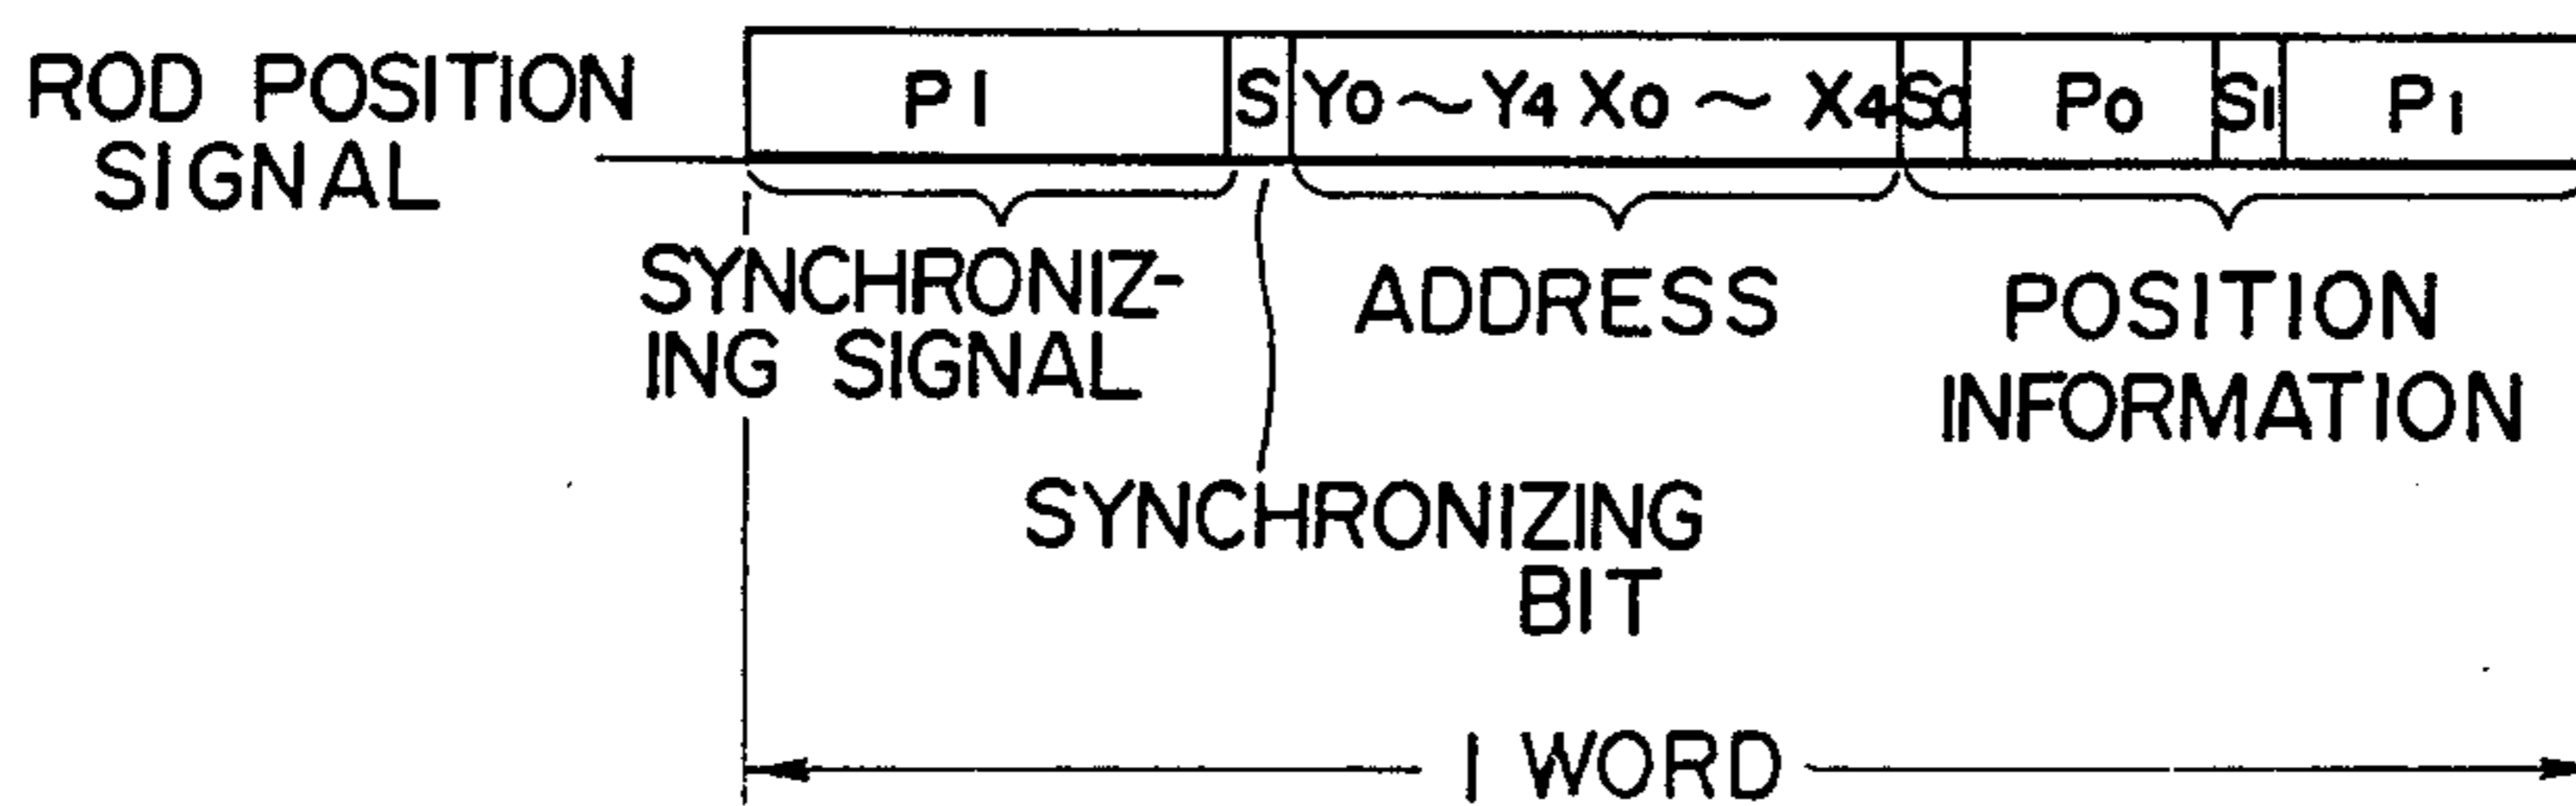 ROD POSITION
SIGNAL
P1 S Y0 ~ Y4 X0 ~ X4 S0 P0 S1 P1
SYNCHRONIZ-
ING SIGNAL
ADDRESS
POSITION
INFORMATION
SYNCHRONIZING
BIT
1 WORD